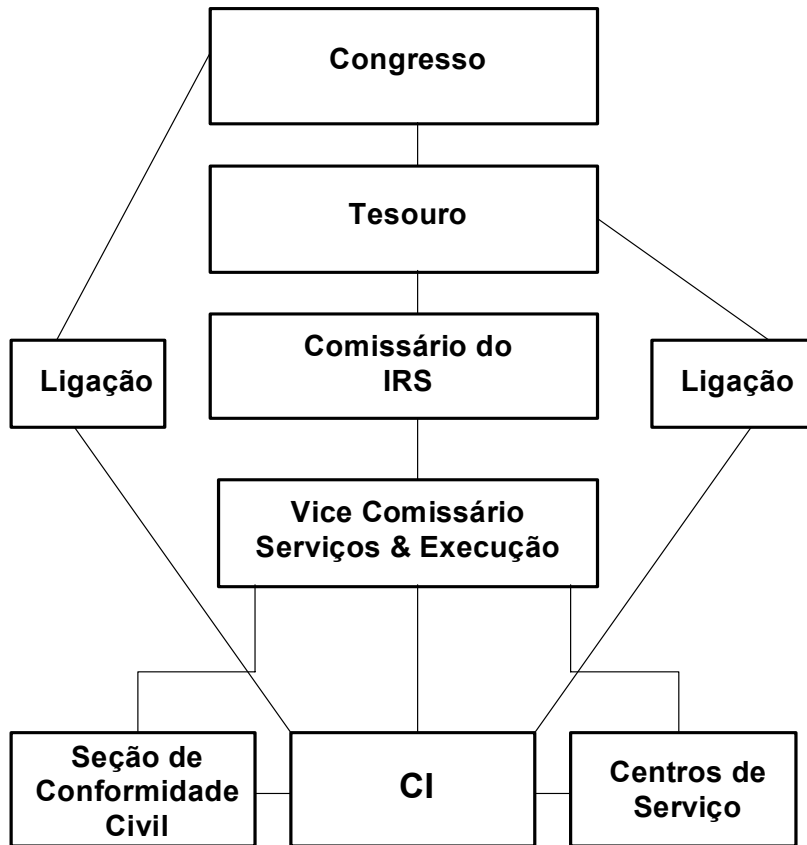 Congresso
Tesouro
Comissário do
IRS
Ligação
Ligação
Vice Comissário
Serviços & Execução
Seção de
Conformidade
Civil
CI
Centros de
Serviço